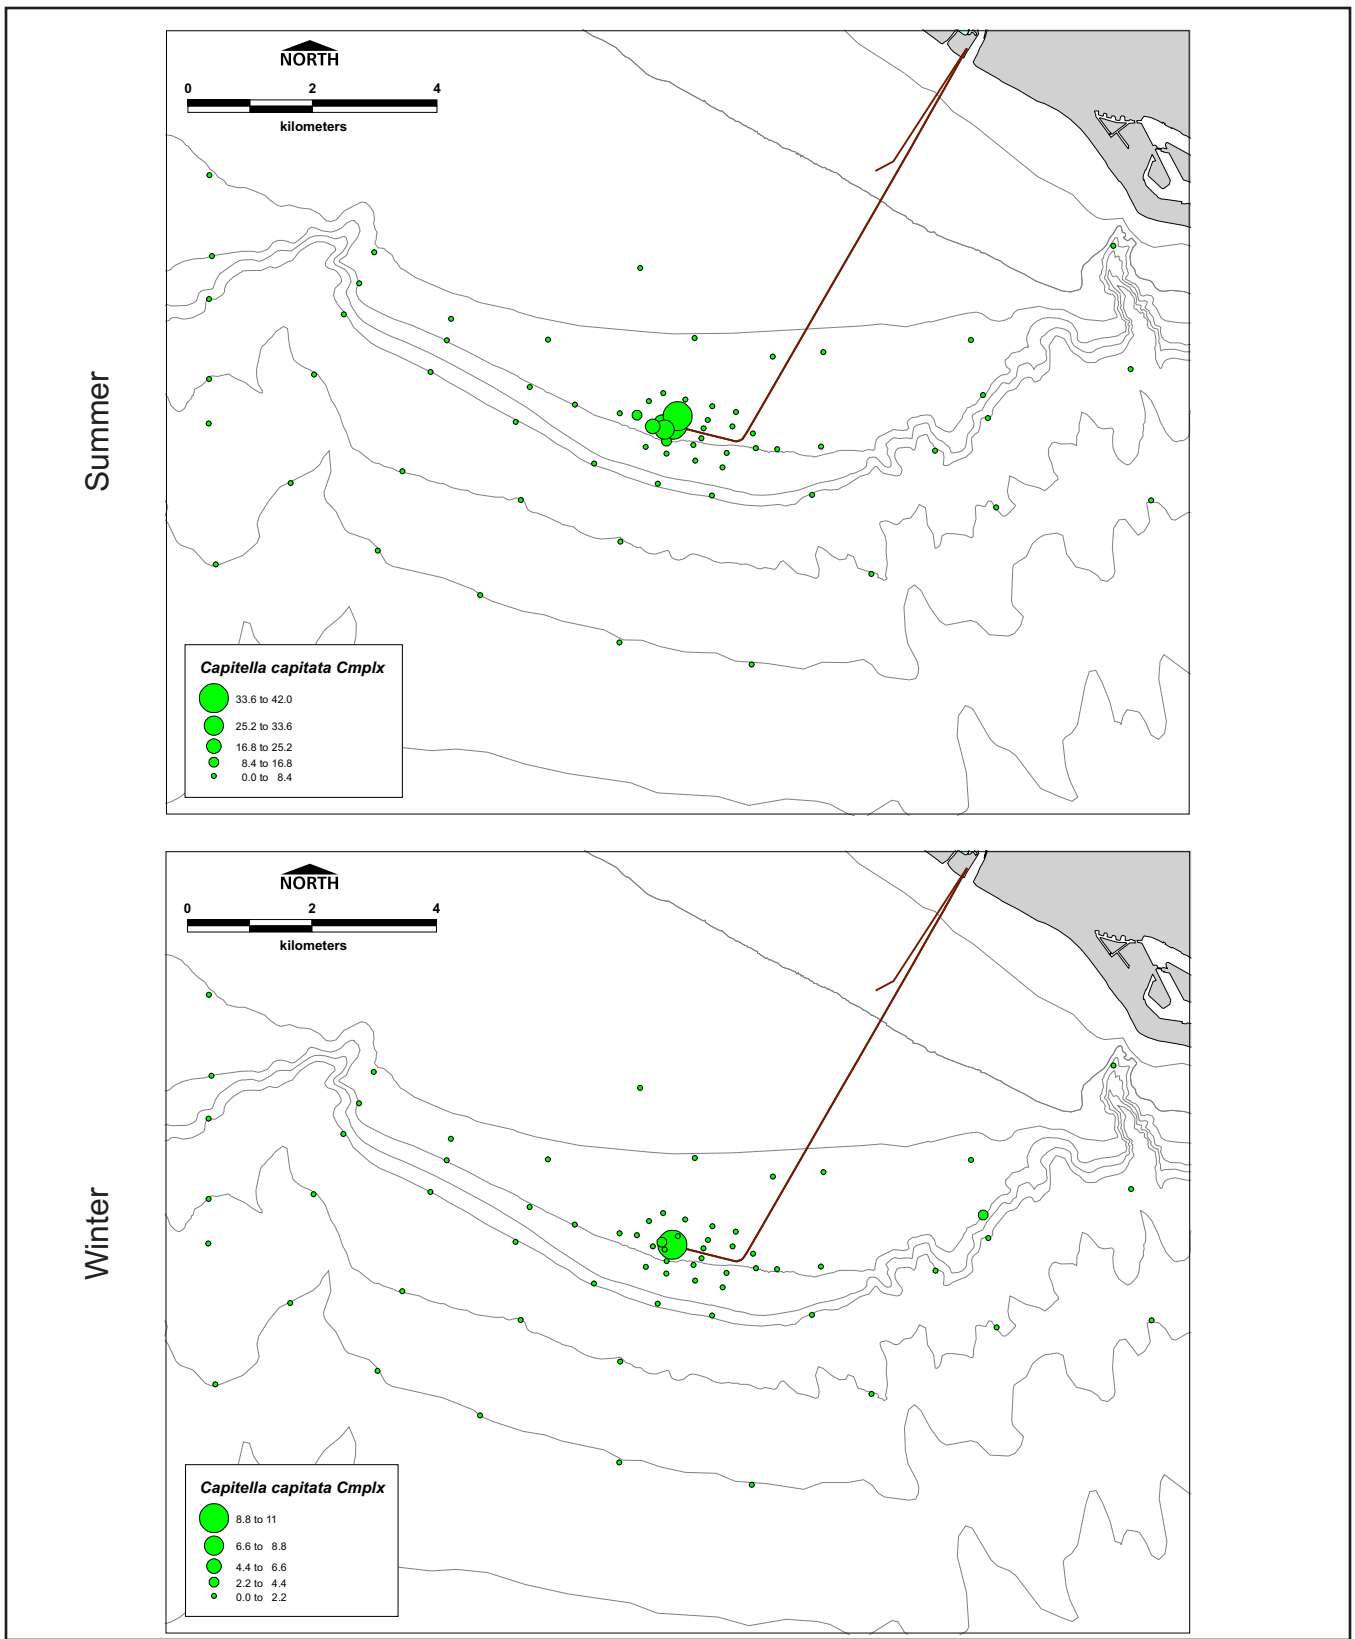 Summer
NORTH
0 2 4
kilometers
Capitella capitata Cmplx
33.6 to 42.0
25.2 to 33.6
16.8 to 25.2
8.4 to 16.8
0.0 to 8.4
Winter
NORTH
0 2 4
kilometers
Capitella capitata Cmplx
8.8 to 11
6.6 to 8.8
4.4 to 6.6
2.2 to 4.4
0.0 to 2.2